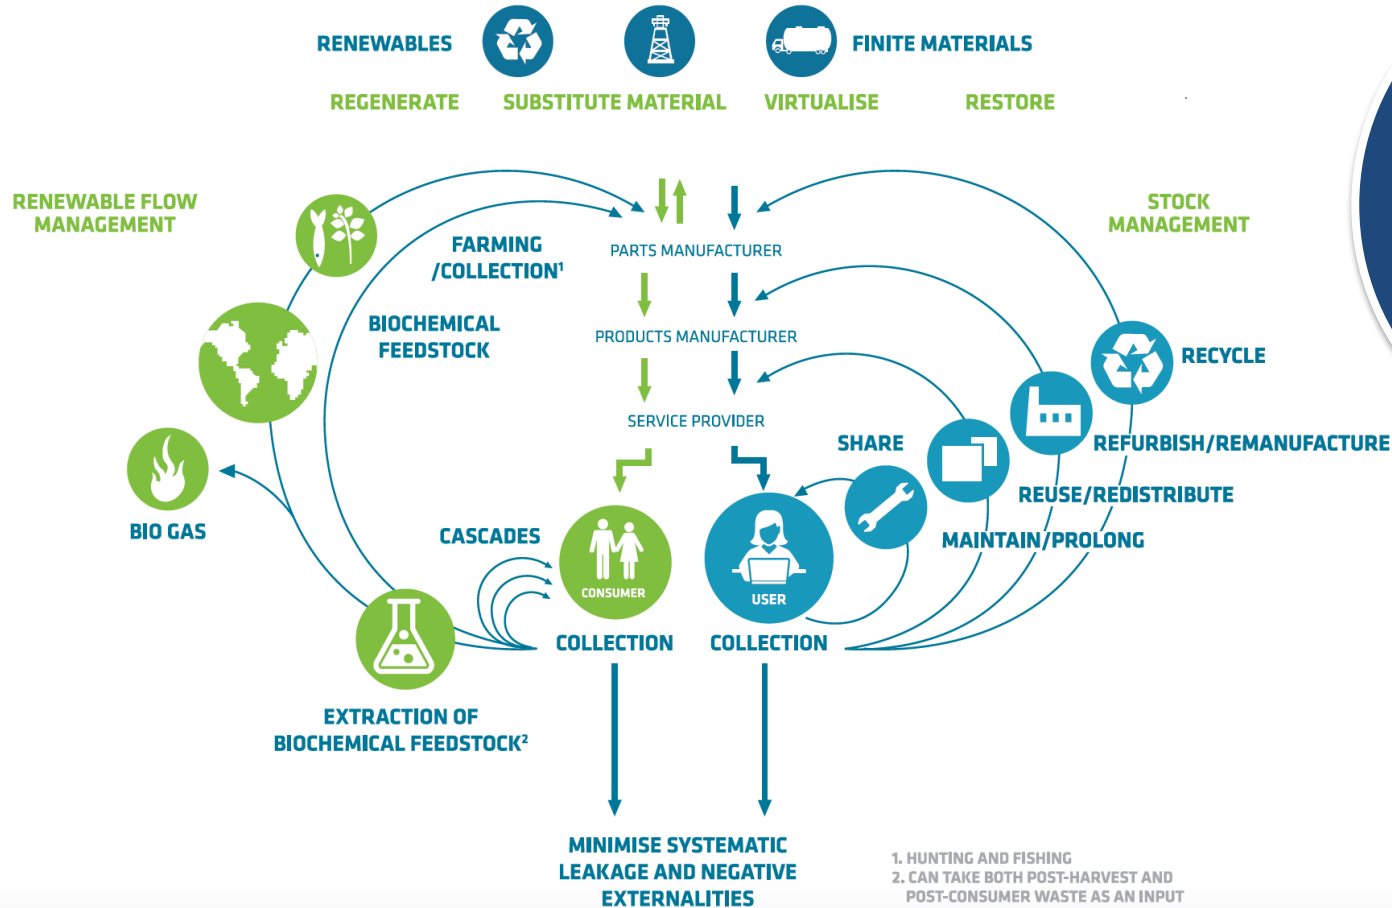 RENEWABLES
FINITE MATERIALS
REGENERATE
SUBSTITUTE MATERIAL
VIRTUALISE
RESTORE
RENEWABLE FLOW
MANAGEMENT
STOCK
MANAGEMENT
FARMING
/COLLECTION¹
PARTS MANUFACTURER
BIOCHEMICAL
FEEDSTOCK
PRODUCTS MANUFACTURER
RECYCLE
SERVICE PROVIDER
SHARE
REFURBISH/REMANUFACTURE
REUSE/REDISTRIBUTE
MAINTAIN/PROLONG
BIO GAS
CASCADES
CONSUMER
USER
COLLECTION
COLLECTION
EXTRACTION OF
BIOCHEMICAL FEEDSTOCK²
MINIMISE SYSTEMATIC
LEAKAGE AND NEGATIVE
EXTERNALITIES
1. HUNTING AND FISHING
2. CAN TAKE BOTH POST-HARVEST AND
POST-CONSUMER WASTE AS AN INPUT